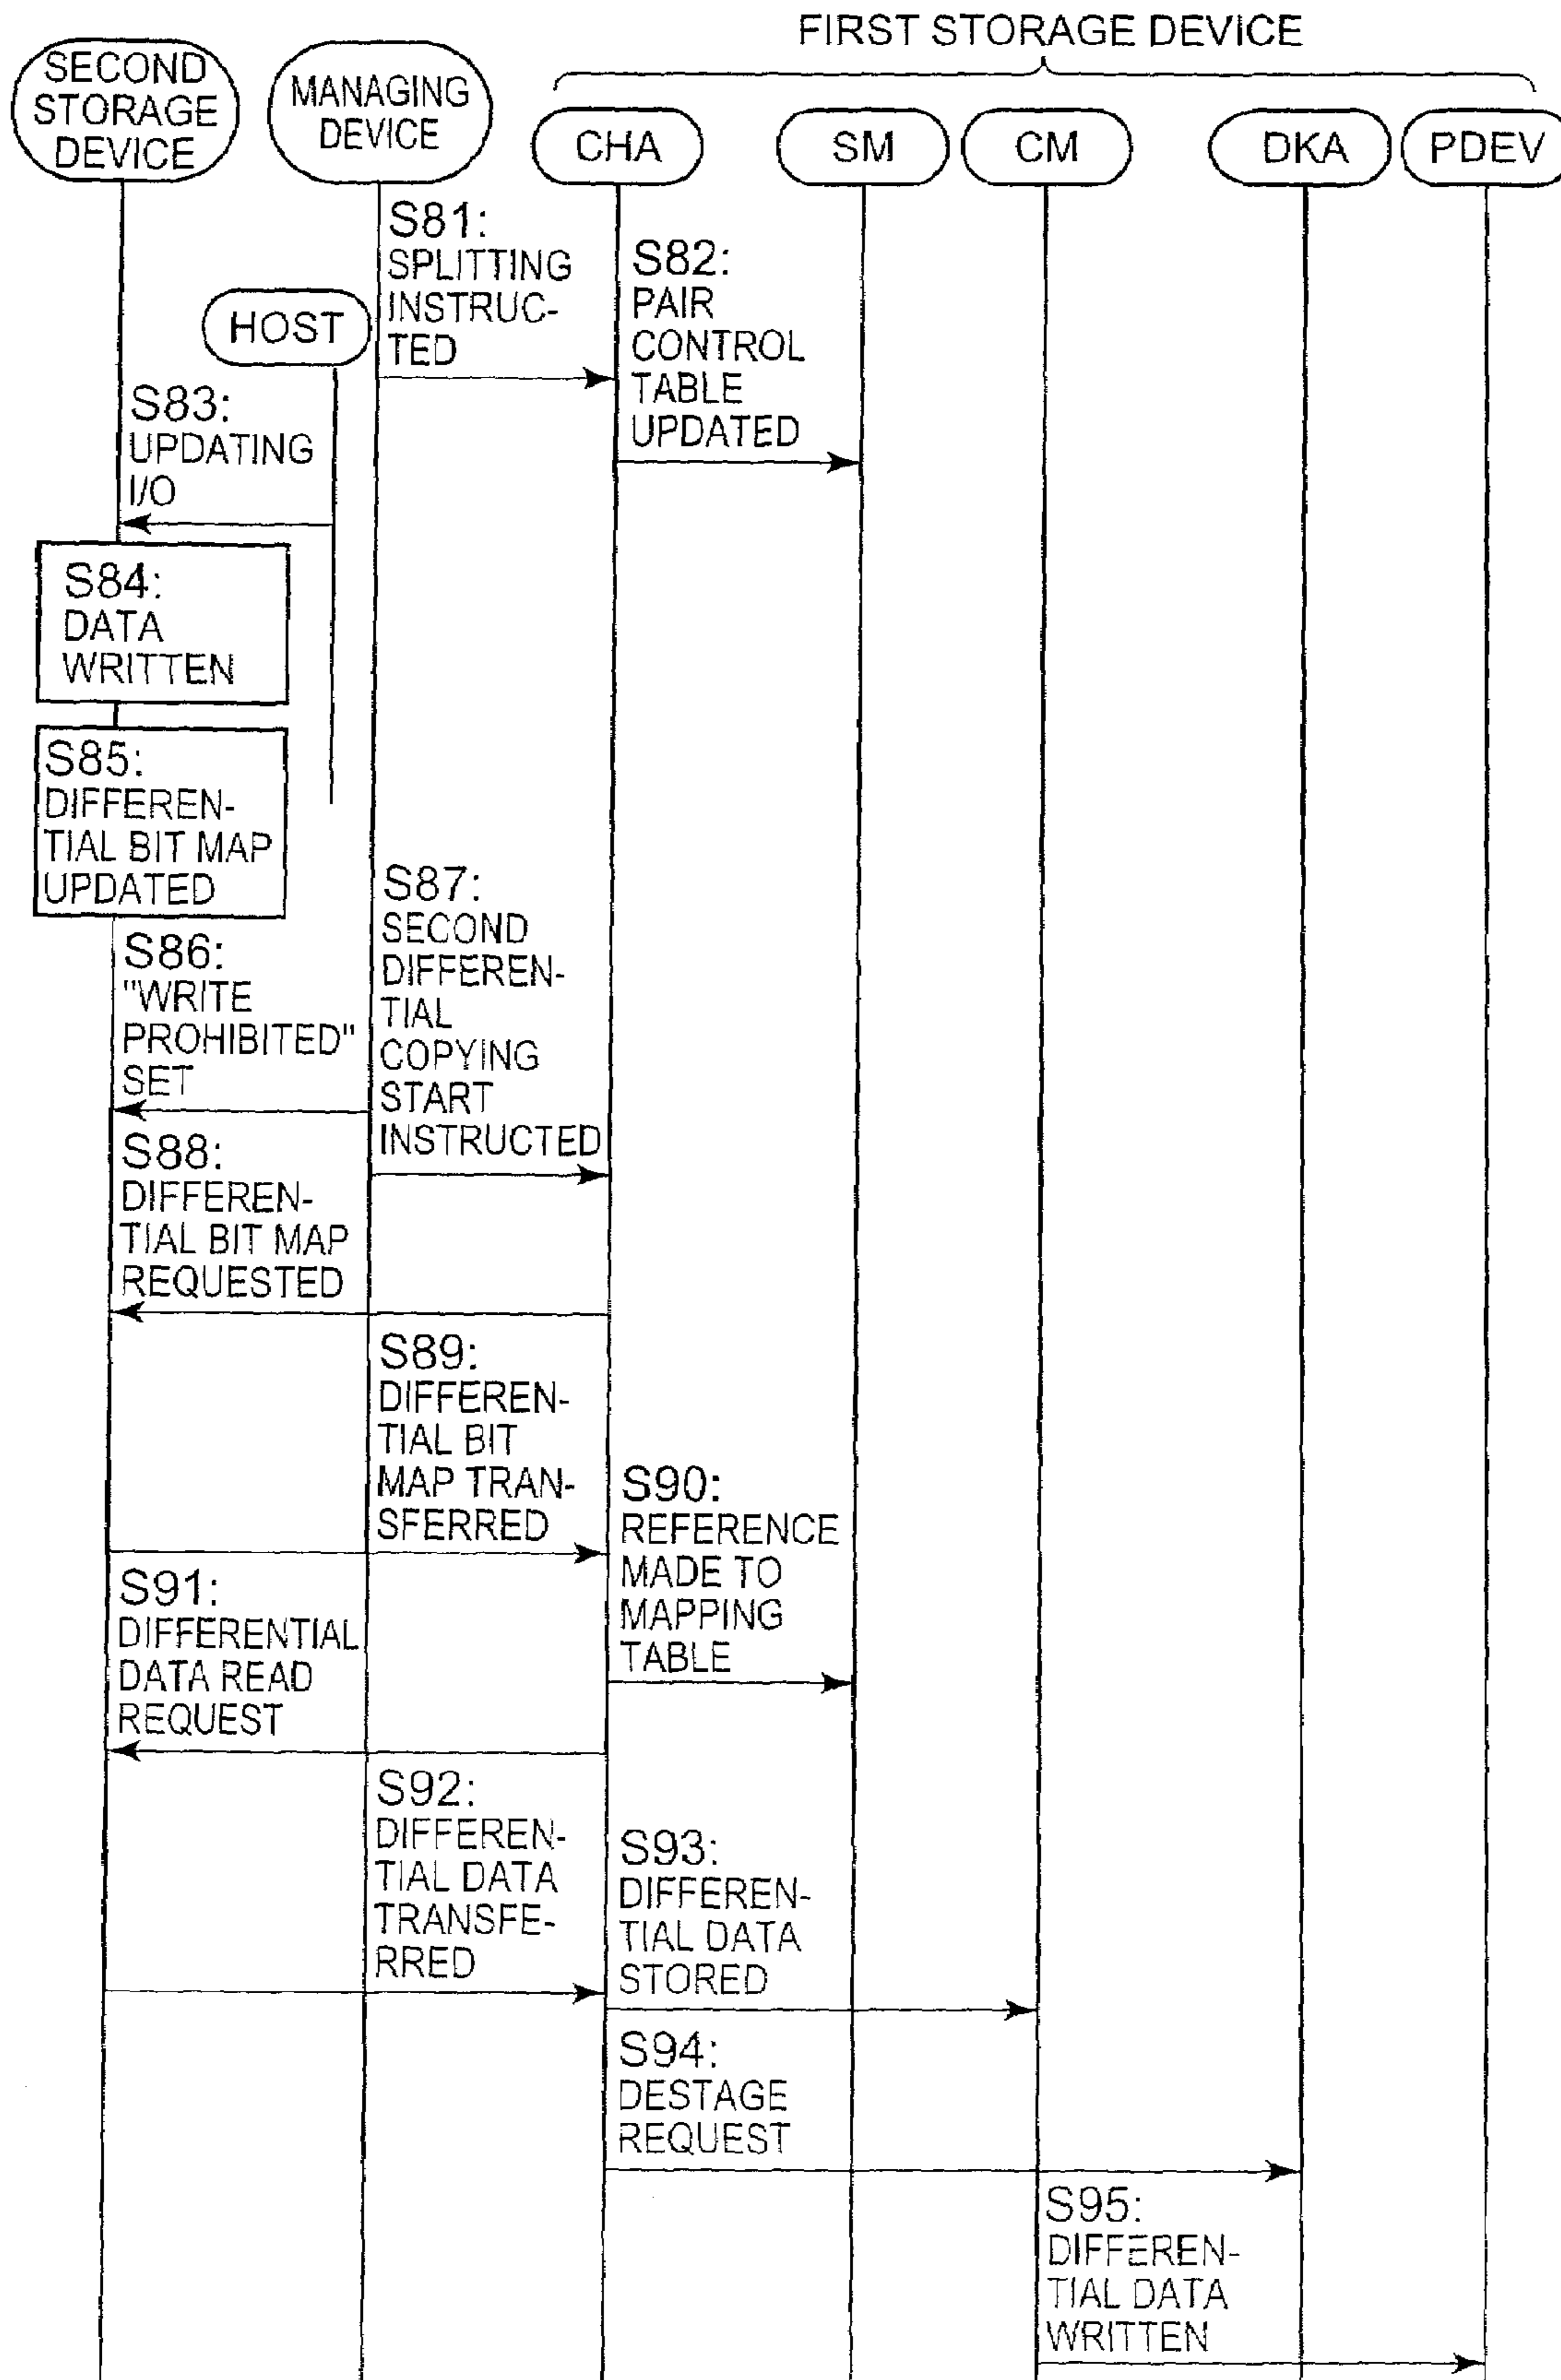 FIRST STORAGE DEVICE
SECOND
STORAGE
DEVICE
MANAGING
DEVICE
CHA
SM
CM
DKA
PDEV
S81:
SPLITTING
INSTRUC-
TED
S82:
PAIR
CONTROL
TABLE
UPDATED
HOST
S83:
UPDATING
I/O
S84:
DATA
WRITTEN
S85:
DIFFEREN-
TIAL BIT MAP
UPDATED
S86:
"WRITE
PROHIBITED"
SET
S87:
SECOND
DIFFEREN-
TIAL
COPYING
START
INSTRUCTED
S88:
DIFFEREN-
TIAL BIT MAP
REQUESTED
S89:
DIFFEREN-
TIAL BIT
MAP TRAN-
SFERRED
S90:
REFERENCE
MADE TO
MAPPING
TABLE
S91:
DIFFERENTIAL
DATA READ
REQUEST
S92:
DIFFEREN-
TIAL DATA
TRANSFE-
RRED
S93:
DIFFEREN-
TIAL DATA
STORED
S94:
DESTAGE
REQUEST
S95:
DIFFEREN-
TIAL DATA
WRITTEN